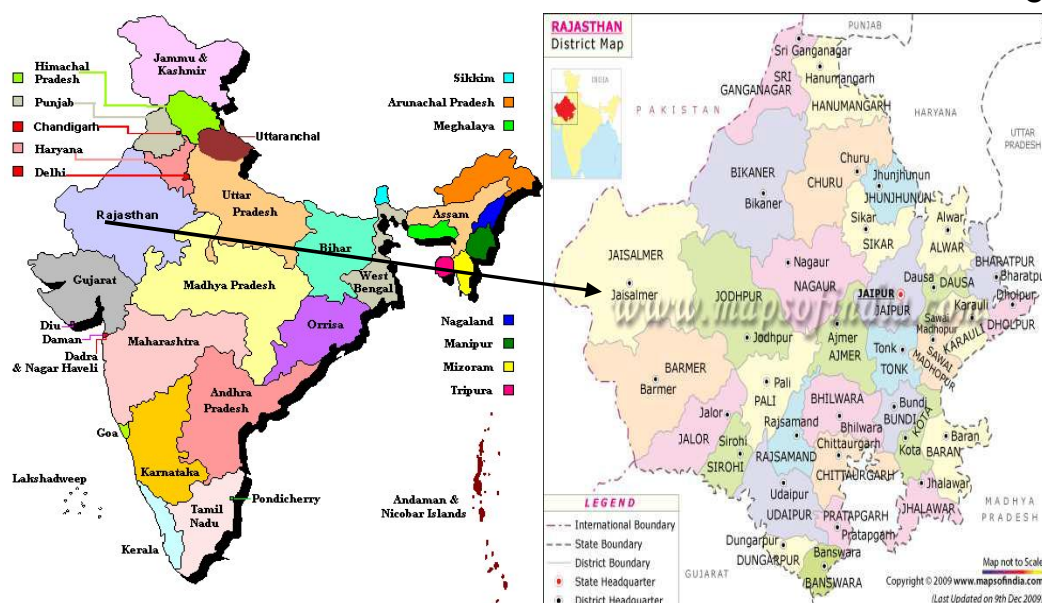 Jammu &
Kashmir
Himachal
Pradesh
Punjab
Chandigarh
Haryana
Delhi
Uttaranchal
Rajasthan
Uttar
Pradesh
Bihar
Gujarat
Madhya Pradesh
West
Bengal
Orrisa
Diu
Daman
Dadra
& Nagar Haveli
Maharashtra
Andhra
Pradesh
Goa
Karnataka
Lakshadweep
Tamil
Nadu
Pondicherry
Kerala
Andaman &
Nicobar Islands
Sikkim
Arunachal Pradesh
Meghalaya
Assam
Nagaland
Manipur
Mizoram
Tripura
RAJASTHAN
District Map
INDIA
PUNJAB
PAKISTAN
HARYANA
UTTAR
PRADESH
Sri Ganganagar
SRI
GANGANAGAR
Hanumangarh
HANUMANGARH
BIKANER
Bikaner
Churu
CHURU
Jhunjhunun
JHUNJHUNUN
Sikar
SIKAR
Alwar
ALWAR
JAISALMER
Jaisalmer
JODHPUR
Jodhpur
Nagaur
NAGAUR
JAIPUR
JAIPUR
Dausa
DAUSA
BHARATPUR
Bharatpur
Dholpur
DHOLPUR
Karauli
KARAULI
Sawai
Madhopur
SAWAI
MADHOPUR
www.mapsofindia.com
Ajmer
AJMER
Tonk
TONK
BARMER
Barmer
Pali
PALI
Jalor
JALOR
Sirohi
SIROHI
Rajsamand
RAJSAMAND
BHILWARA
Bhilwara
Bundi
BUNDI
KOTA
Kota
Baran
BARAN
Chittaurgarh
CHITTAURGARH
Jhalawar
JHALAWAR
Udaipur
UDAIPUR
PRATAPGARH
Pratapgarh
Dungarpur
DUNGARPUR
Banswara
BANSWARA
GUJARAT
MADHYA
PRADESH
LEGEND
International Boundary
State Boundary
District Boundary
State Headquarter
District Headquarter
Map not to Scale
Copyright © 2009 www.mapsofindia.com
(Last Updated on 9th Dec 2009)